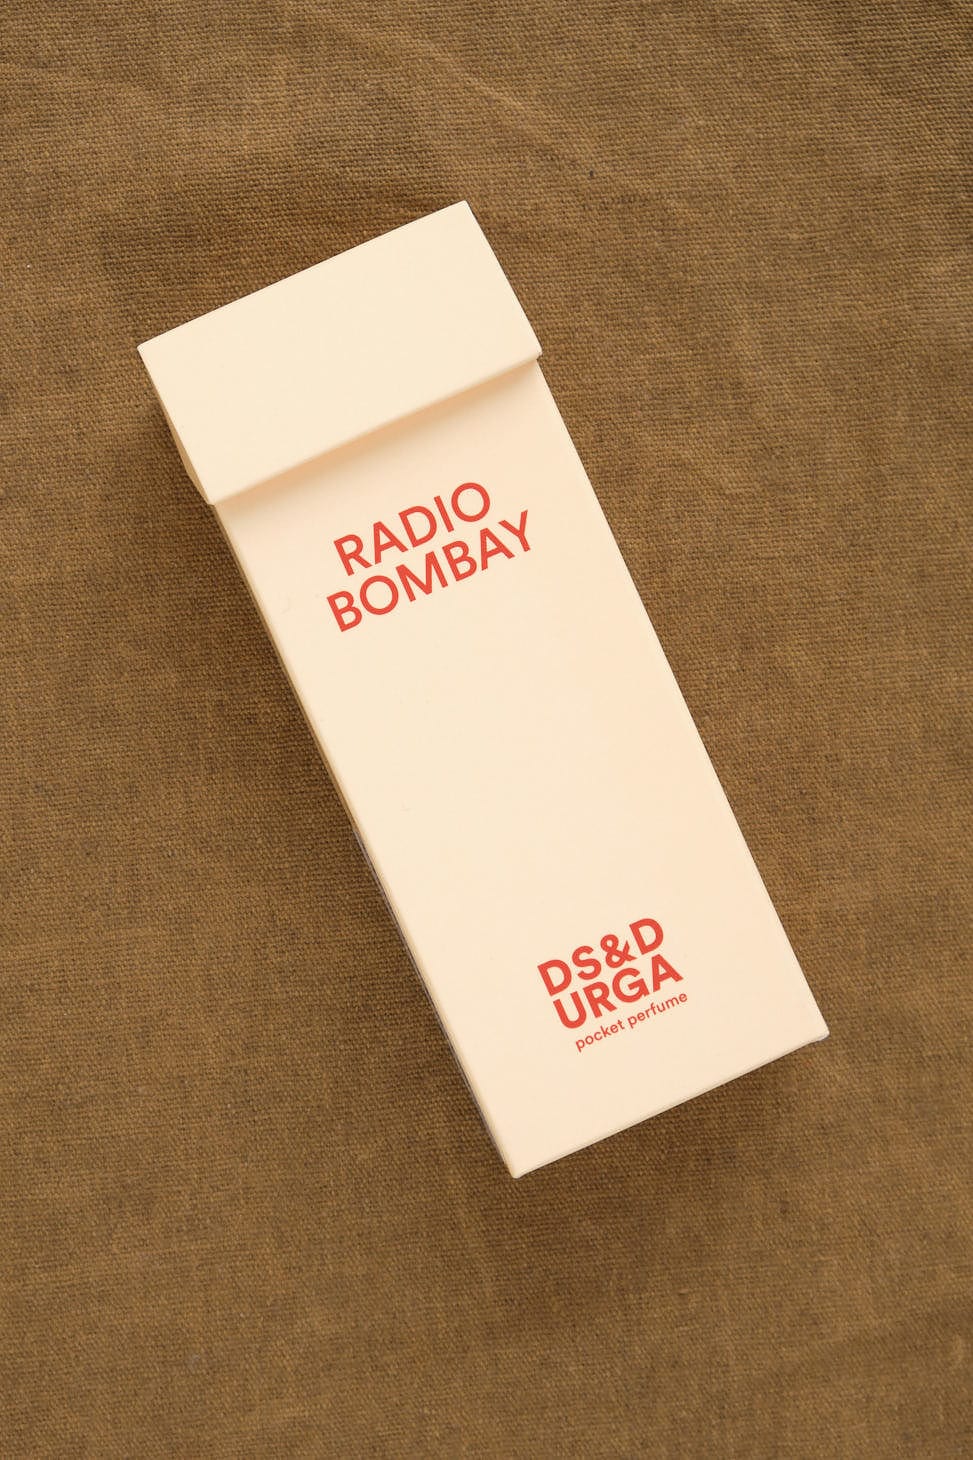 RADIO
BOMBAY
DS&D
URGA
pocket perfume